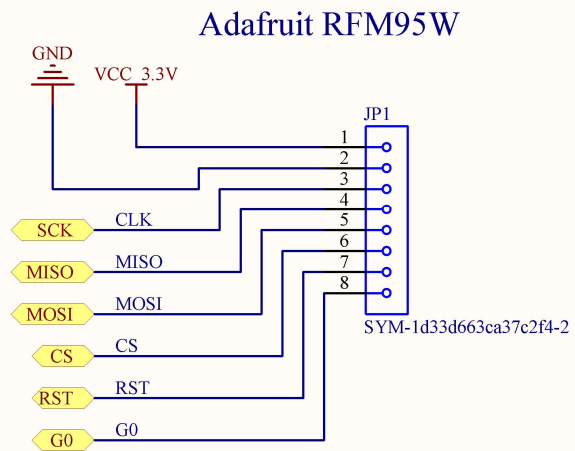 Adafruit RFM95W
GND
VCC_3.3V
JP1
1
2
3
4
5
6
7
8
SCK CLK
MISO MISO
MOSI MOSI
CS CS
RST RST
G0 G0
SYM-1d33d663ca37c2f4-2